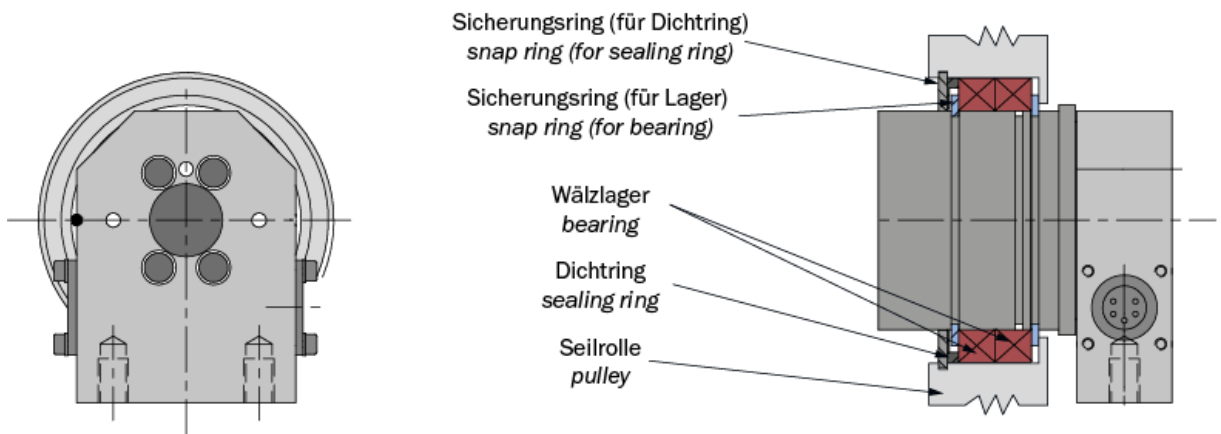 Sicherungsring (für Dichtring)
snap ring (for sealing ring)
Sicherungsring (für Lager)
snap ring (for bearing)
Wälzlager
bearing
Dichtring
sealing ring
Seilrolle
pulley